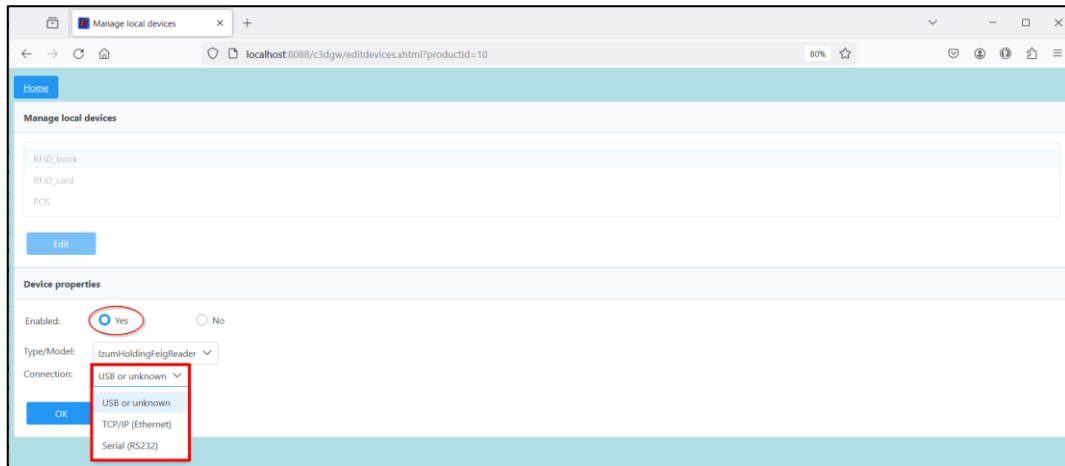 Manage local devices
localhost:8088/c3dgw/editdevices.xhtml?productId=10
80%
Home
Manage local devices
RFID_book
RFID_card
POS
Edit
Device properties
Enabled: Yes No
Type/Model: IzumHoldingFeigReader
Connection: USB or unknown
USB or unknown
OK
TCP/IP (Ethernet)
Serial (RS232)